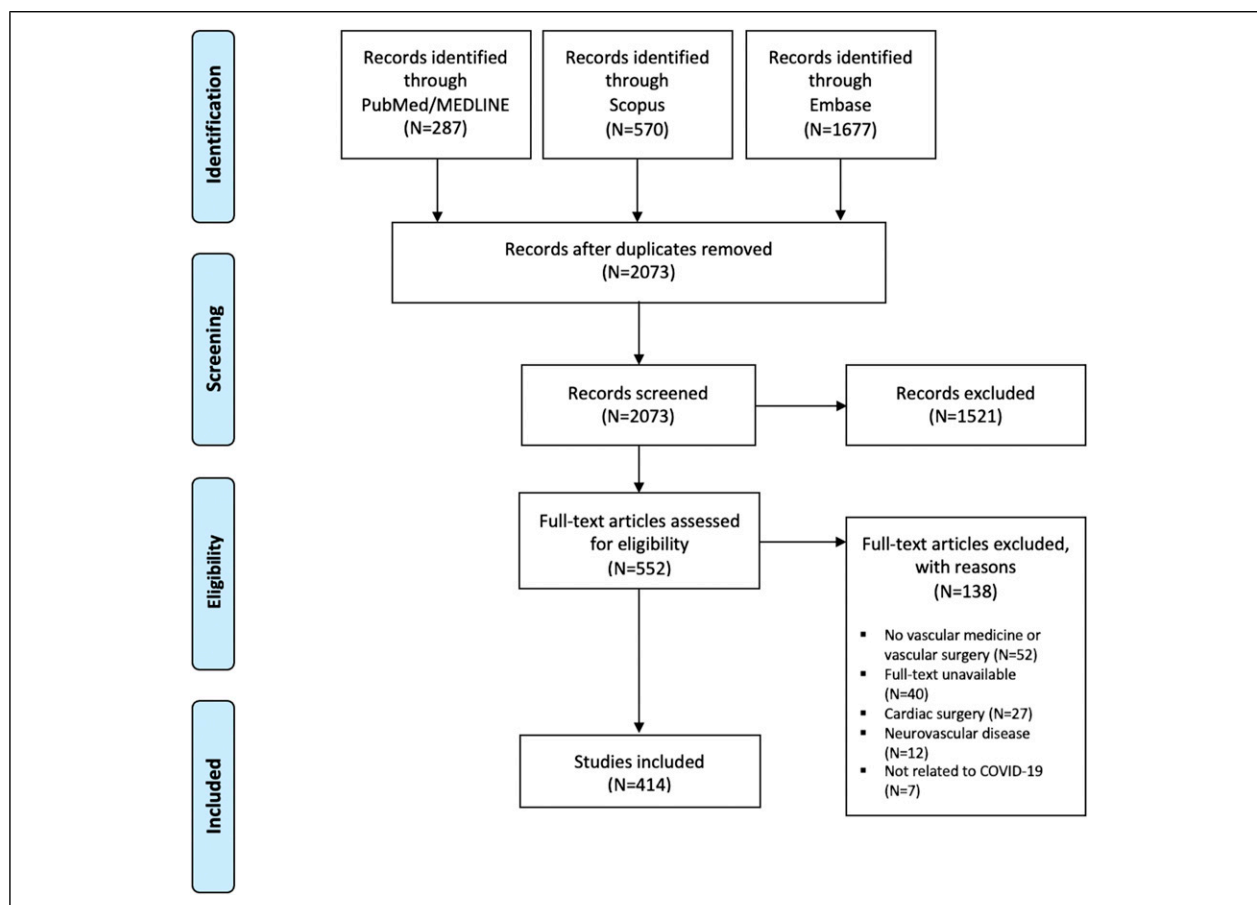 Identification
Records identified
through
PubMed/MEDLINE
(N=287)
Records identified
through
Scopus
(N=570)
Records identified
through
Embase
(N=1677)
Records after duplicates removed
(N=2073)
Screening
Records screened
(N=2073)
Records excluded
(N=1521)
Eligibility
Full-text articles assessed
for eligibility
(N=552)
Full-text articles excluded,
with reasons
(N=138)
▪ No vascular medicine or
vascular surgery (N=52)
▪ Full-text unavailable
(N=40)
▪ Cardiac surgery (N=27)
▪ Neurovascular disease
(N=12)
▪ Not related to COVID-19
(N=7)
Included
Studies included
(N=414)